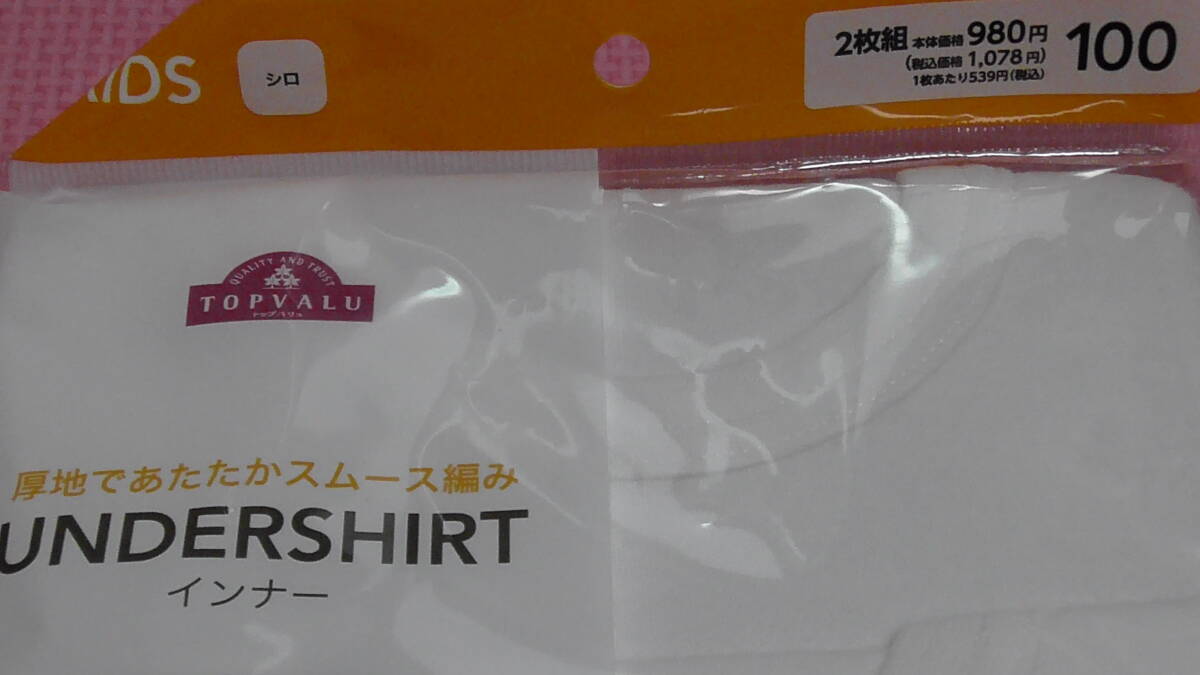 KIDS
シロ
2枚組 本体価格 980円
(税込価格 1,078円)
1枚あたり539円(税込)
100
QUALITY AND TRUST
TOPVALU
トップバリュ
厚地であたたかスムース編み
UNDERSHIRT
インナー